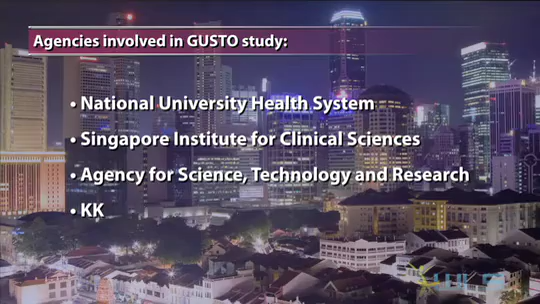 Agencies involved in GUSTO study:
• National University Health System
• Singapore Institute for Clinical Sciences
• Agency for Science, Technology and Research
• KK